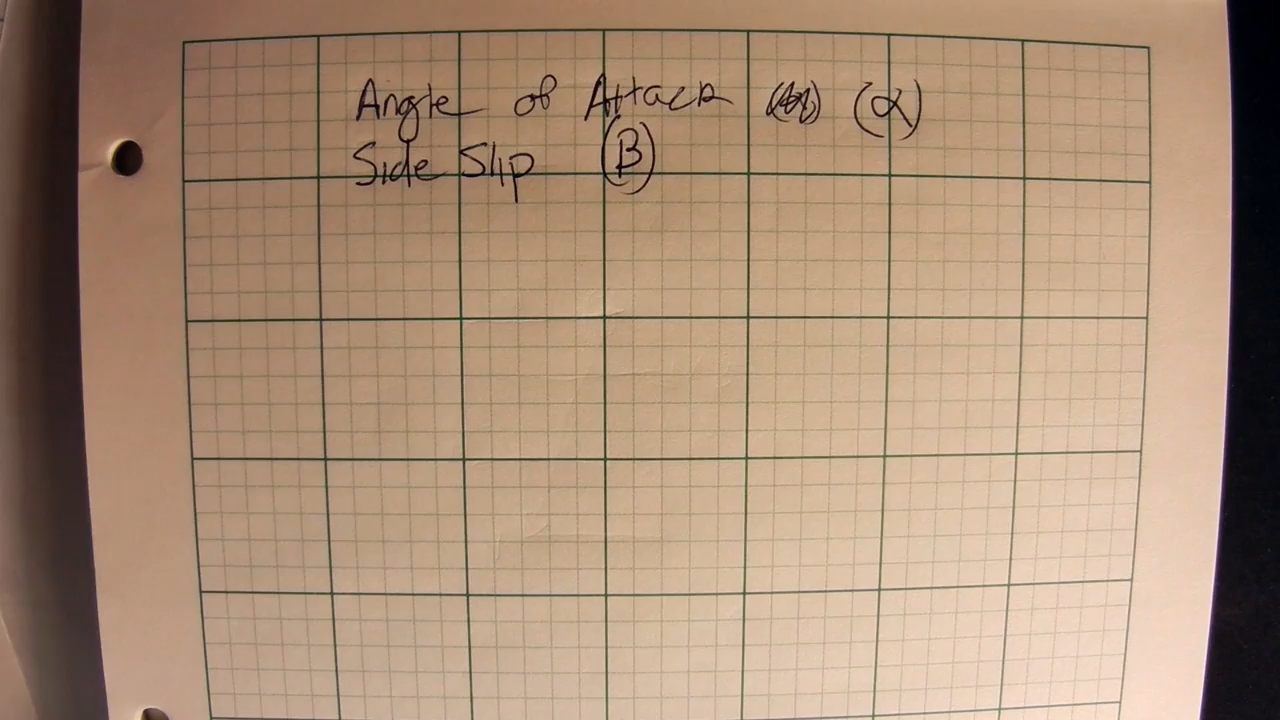 Angle of Attack (α)
Side Slip (β)